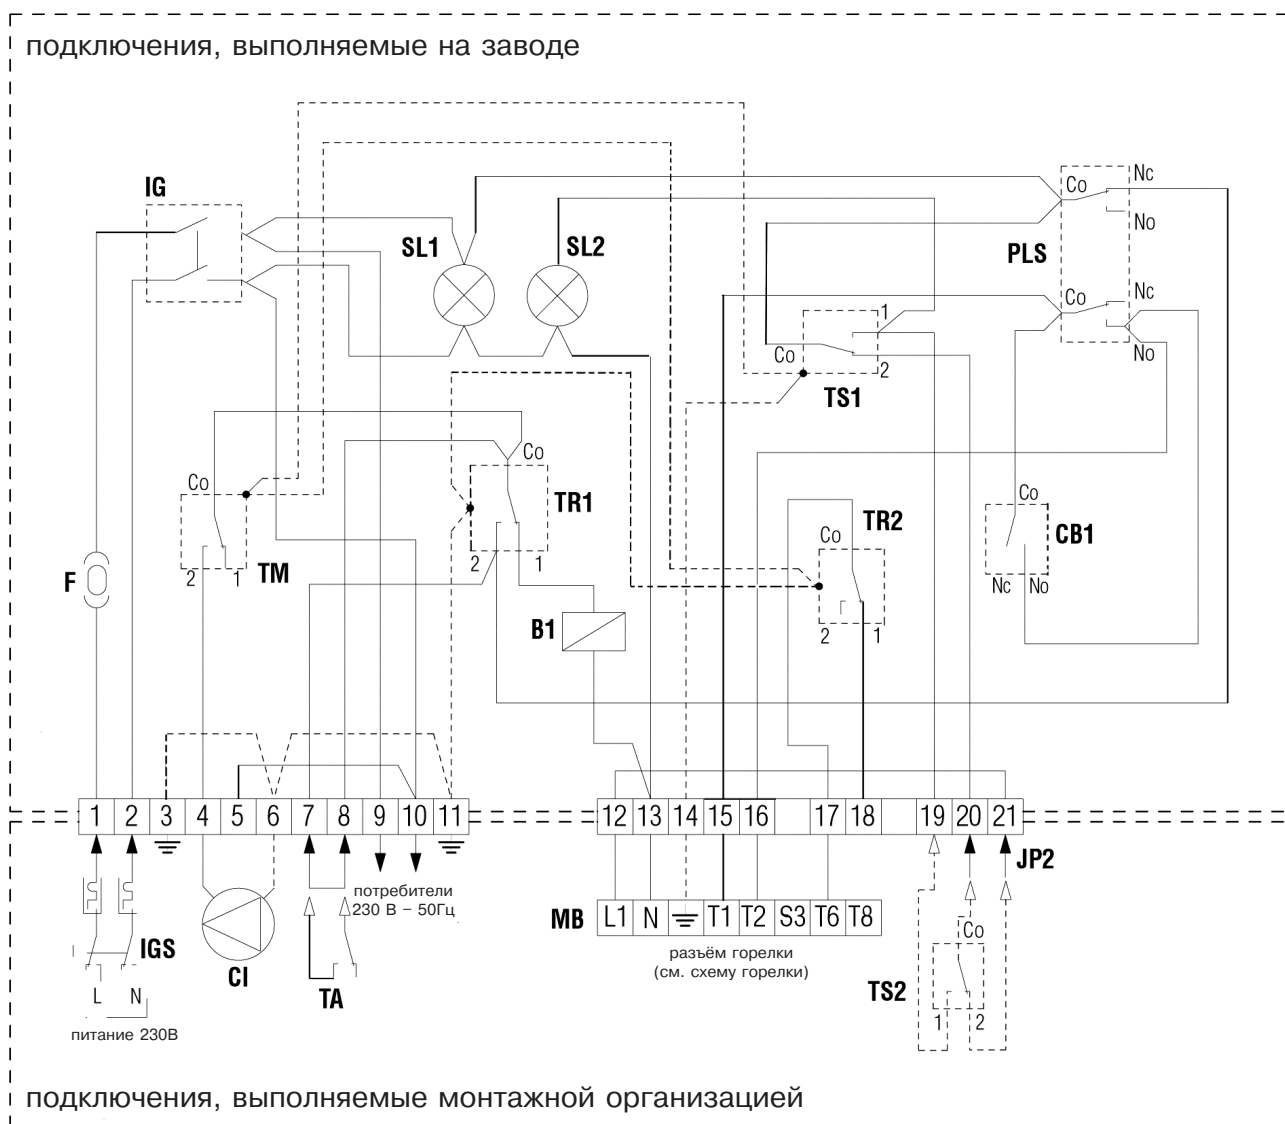 подключения, выполняемые на заводе
IG
SL1
SL2
PLS
Co
Nc
No
Co
Nc
No
1
Co
2
TS1
Co
2
1
TM
Co
TR1
2
1
Co
TR2
2
1
Co
CB1
Nc
No
F
B1
1 2 3 4 5 6 7 8 9 10 11
12 13 14 15 16 17 18 19 20 21
JP2
потребители
230 В – 50Гц
MB
L1 N T1 T2 S3 T6 T8
разъём горелки
(см. схему горелки)
I
IGS
L
N
питание 230В
CI
TA
Co
TS2
1
2
подключения, выполняемые монтажной организацией